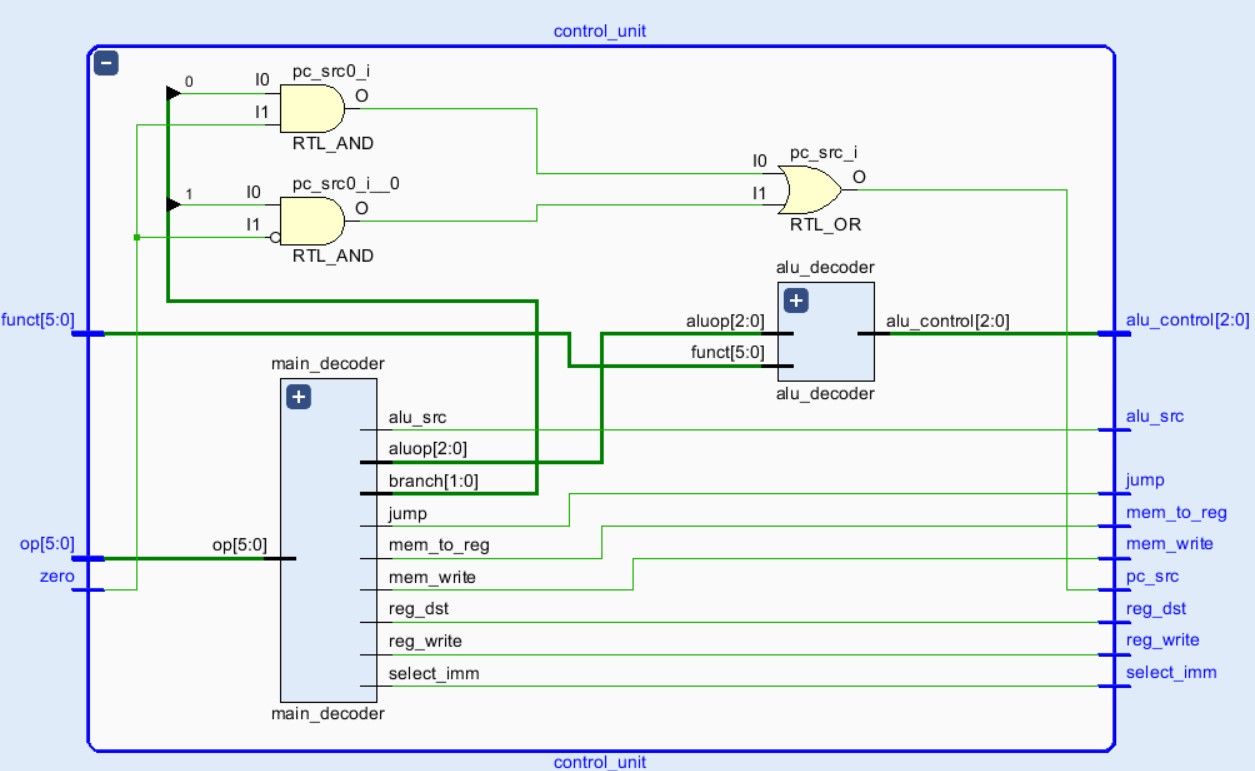 control_unit
0
I0
pc_src0_i
O
I1
RTL_AND
1
I0
pc_src0_i__0
O
I1
RTL_AND
I0
pc_src_i
O
I1
RTL_OR
alu_decoder
funct[5:0]
aluop[2:0]
alu_control[2:0]
alu_control[2:0]
funct[5:0]
alu_decoder
main_decoder
alu_src
alu_src
aluop[2:0]
branch[1:0]
jump
jump
mem_to_reg
op[5:0]
op[5:0]
mem_to_reg
mem_write
zero
mem_write
pc_src
reg_dst
reg_dst
reg_write
reg_write
select_imm
select_imm
main_decoder
control_unit